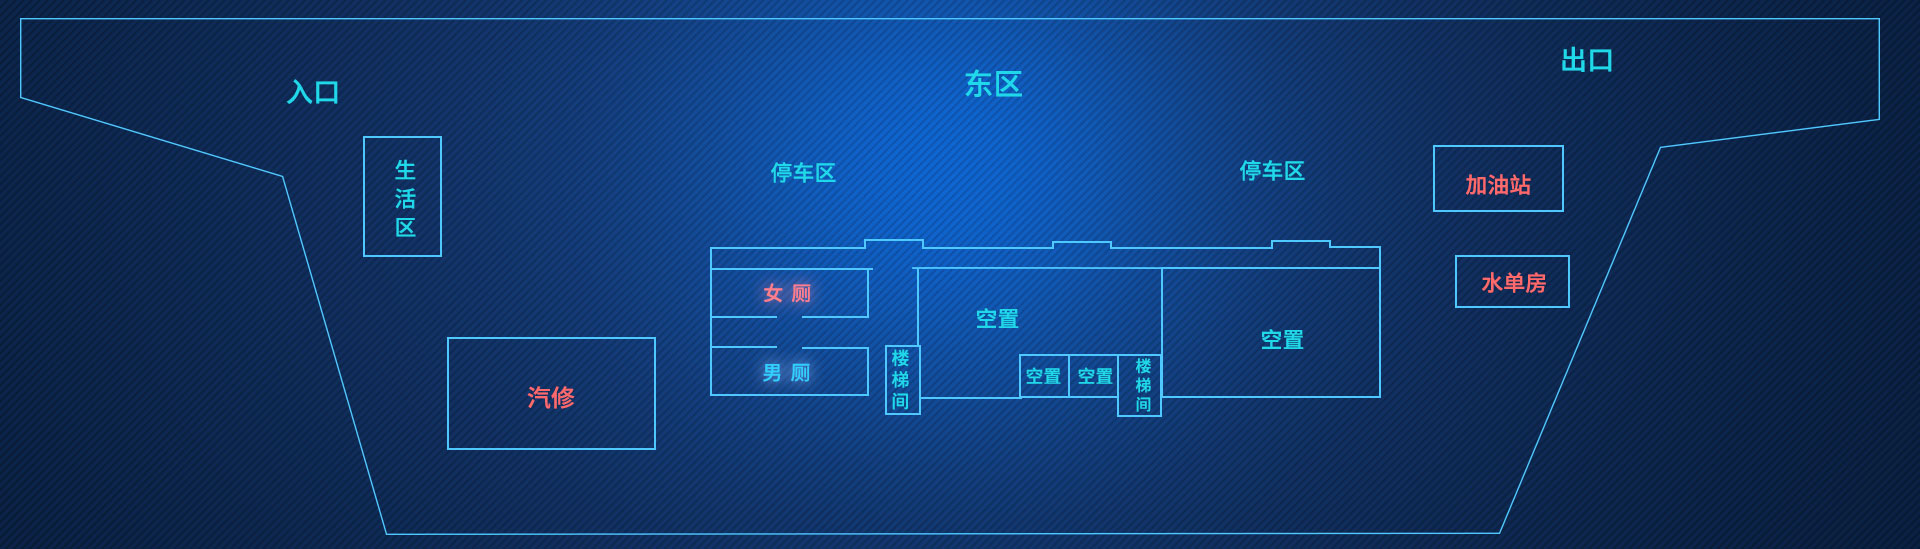 出口
东区
入口
停车区
停车区
生活区
加油站
水单房
女 厕
空置
空置
男 厕
楼梯间
空置
空置
楼梯间
汽修